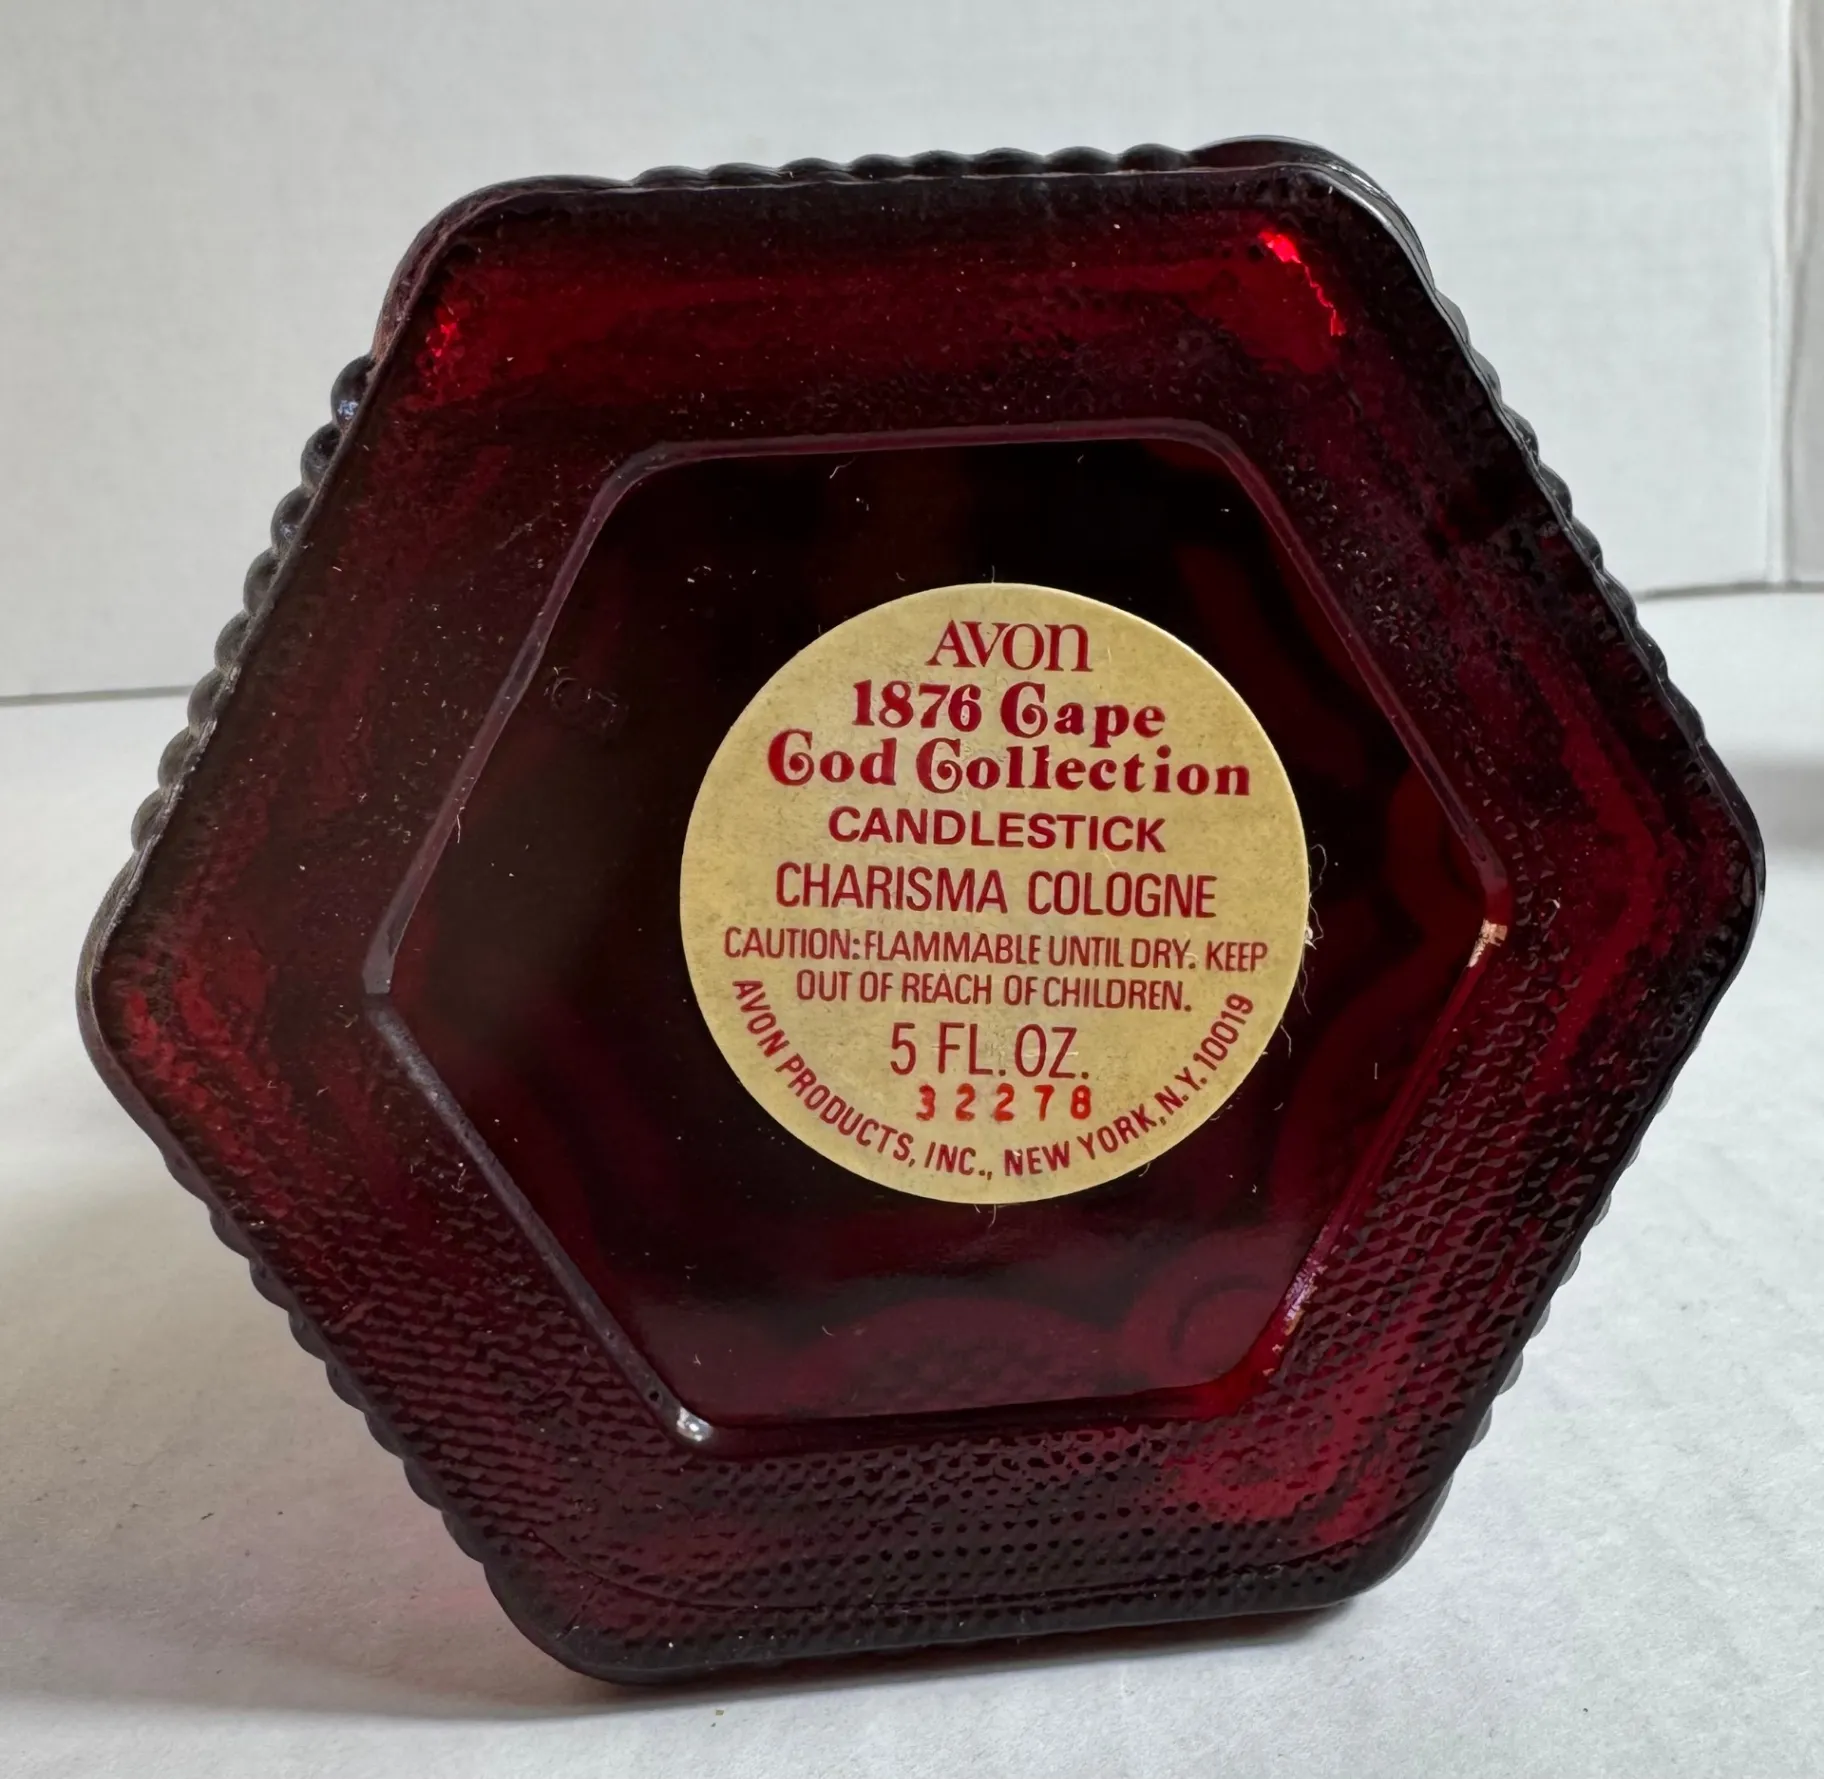 AVON
1876 Cape
Cod Collection
CANDLESTICK
CHARISMA COLOGNE
CAUTION: FLAMMABLE UNTIL DRY. KEEP
OUT OF REACH OF CHILDREN.
5 FL. OZ.
32278
AVON PRODUCTS, INC., NEW YORK, N.Y. 10019